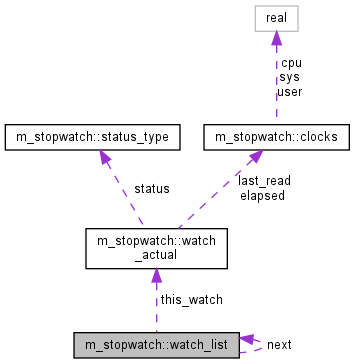 real
cpu
sys
user
m_stopwatch::status_type
m_stopwatch::clocks
status
last_read
elapsed
m_stopwatch::watch
_actual
this_watch
m_stopwatch::watch_list
next